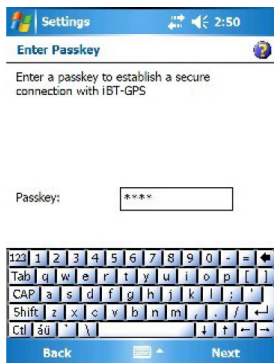 Settings 2:50
Enter Passkey
Enter a passkey to establish a secure
connection with iBT-GPS
Passkey: ****
123 1 2 3 4 5 6 7 8 9 0 - =
Tab q w e r t y u i o p [ ]
CAP a s d f g h j k l ; '
Shift z x c v b n m , . /
Ctl áü ` \
Back Next